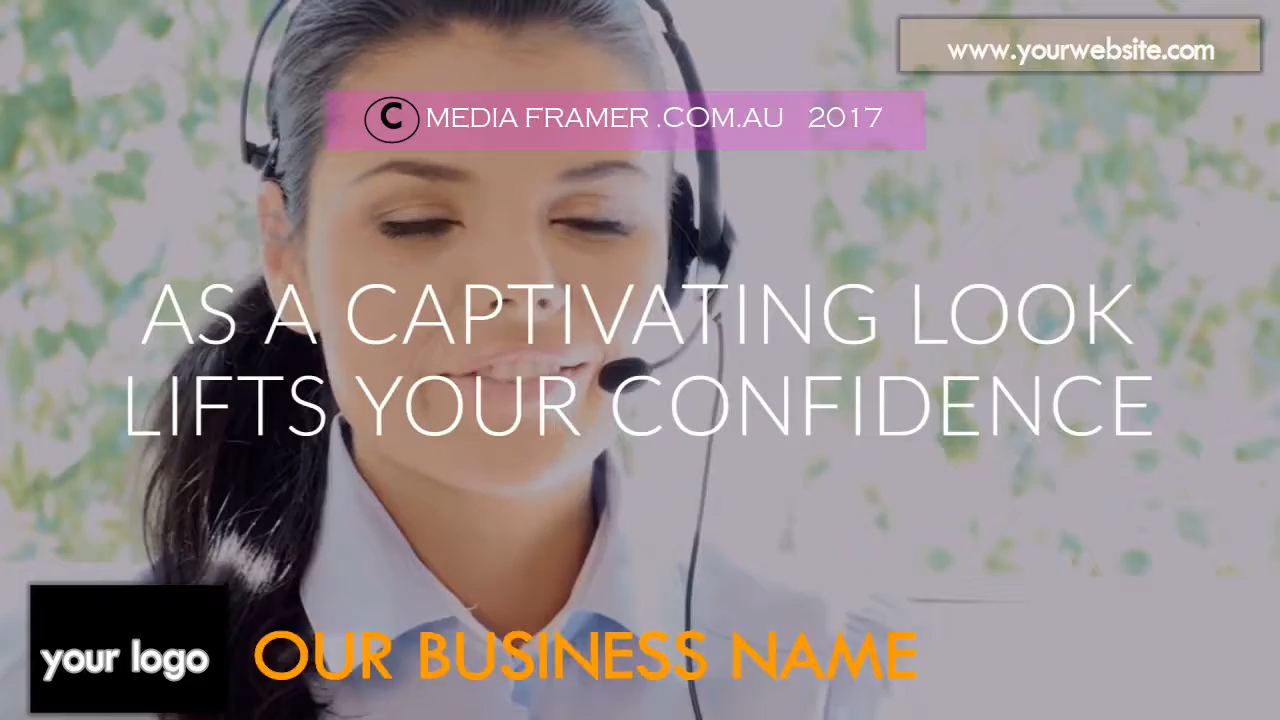 www.yourwebsite.com
© MEDIA FRAMER .COM.AU 2017
AS A CAPTIVATING LOOK
LIFTS YOUR CONFIDENCE
your logo
OUR BUSINESS NAME